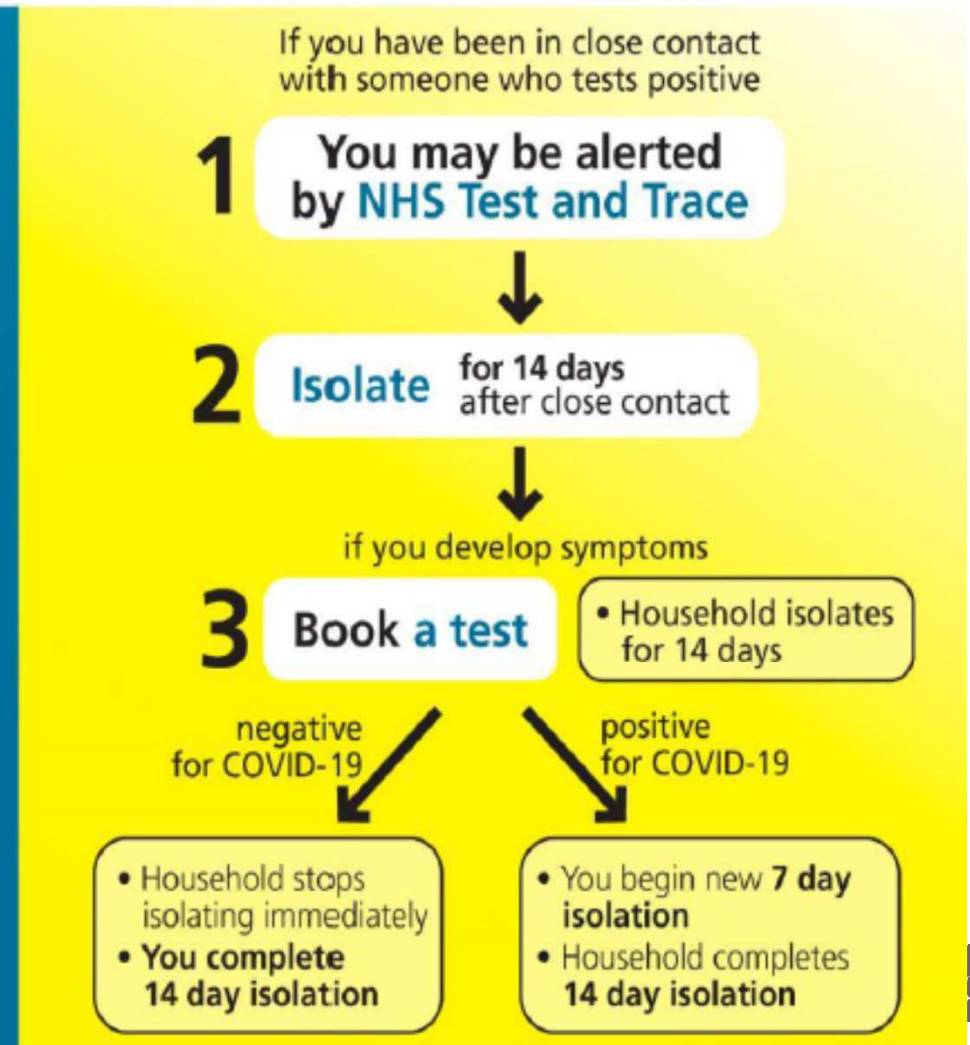 If you have been in close contact
with someone who tests positive
1
You may be alerted
by NHS Test and Trace
2
Isolate
for 14 days
after close contact
if you develop symptoms
3
Book a test
• Household isolates
for 14 days
negative
for COVID-19
positive
for COVID-19
• Household stops
isolating immediately
• You complete
14 day isolation
• You begin new 7 day
isolation
• Household completes
14 day isolation